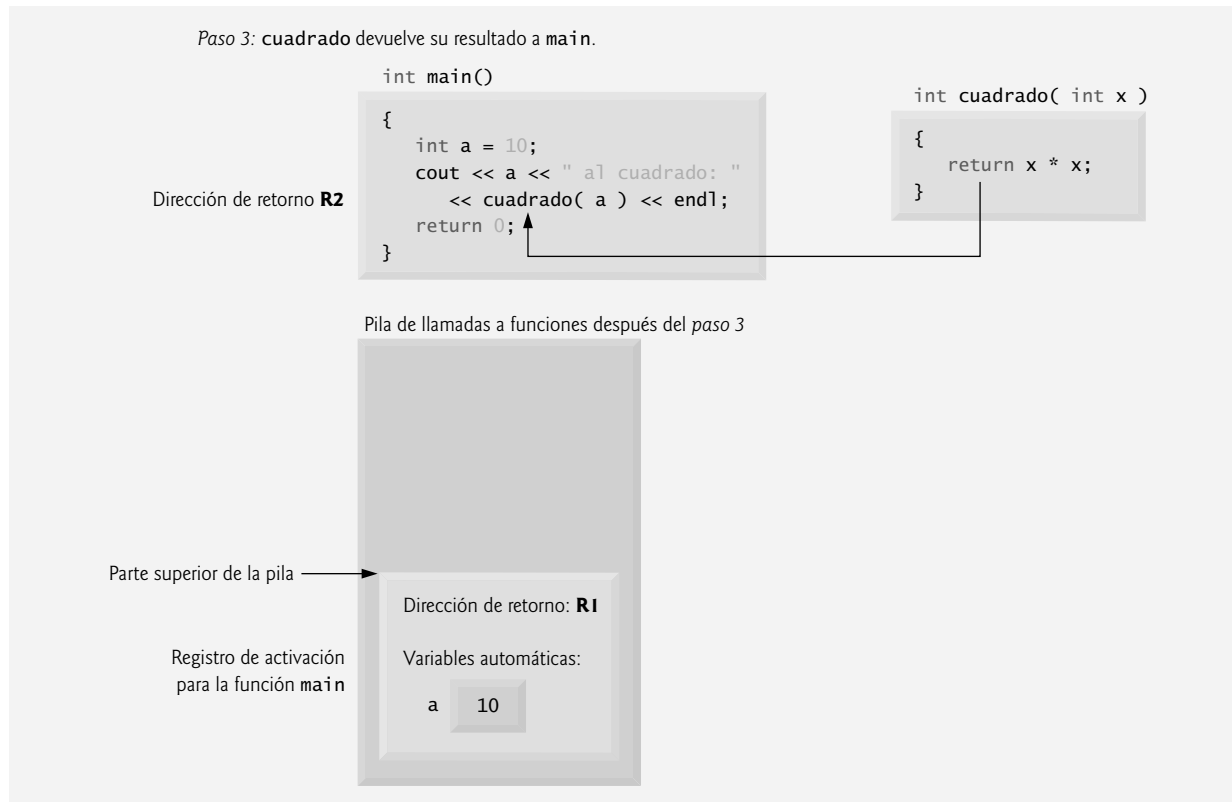 Paso 3: cuadrado devuelve su resultado a main.
int main()
{
int a = 10;
cout << a << " al cuadrado: "
<< cuadrado( a ) << endl;
return 0;
}
Dirección de retorno R2
int cuadrado( int x )
{
return x * x;
}
Pila de llamadas a funciones después del paso 3
Parte superior de la pila
Dirección de retorno: R1
Registro de activación
para la función main
Variables automáticas:
a 10